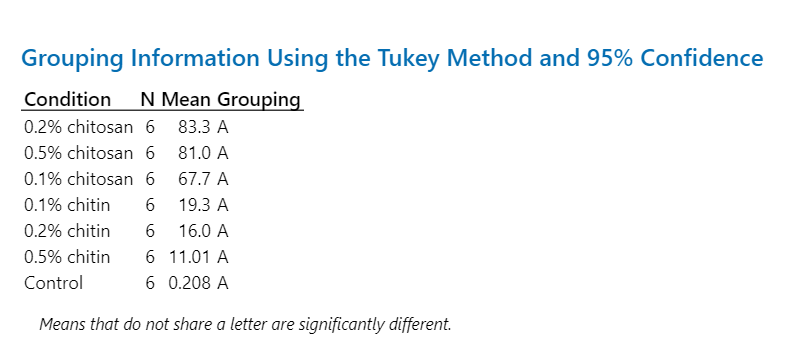 Grouping Information Using the Tukey Method and 95% Confidence
Condition N Mean Grouping
0.2% chitosan 6 83.3 A
0.5% chitosan 6 81.0 A
0.1% chitosan 6 67.7 A
0.1% chitin 6 19.3 A
0.2% chitin 6 16.0 A
0.5% chitin 6 11.01 A
Control 6 0.208 A
Means that do not share a letter are significantly different.